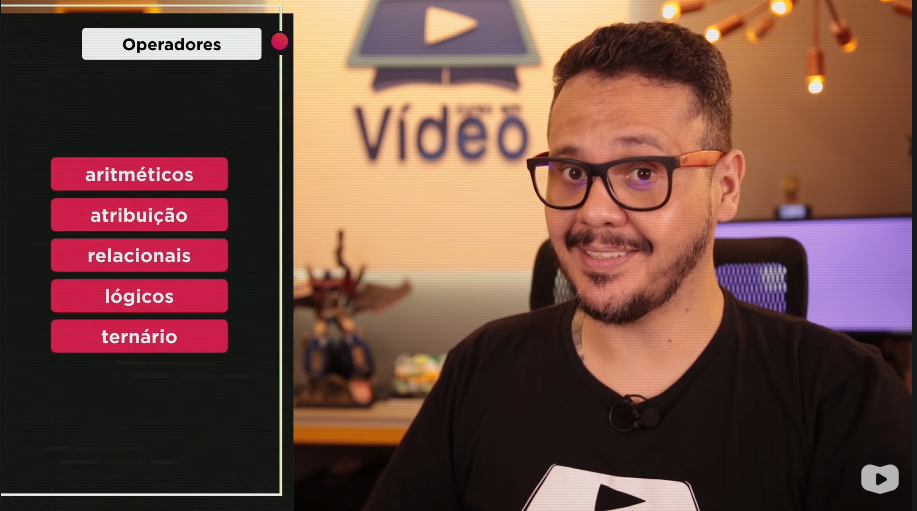 Operadores
aritméticos
atribuição
relacionais
lógicos
ternário
Vídeo